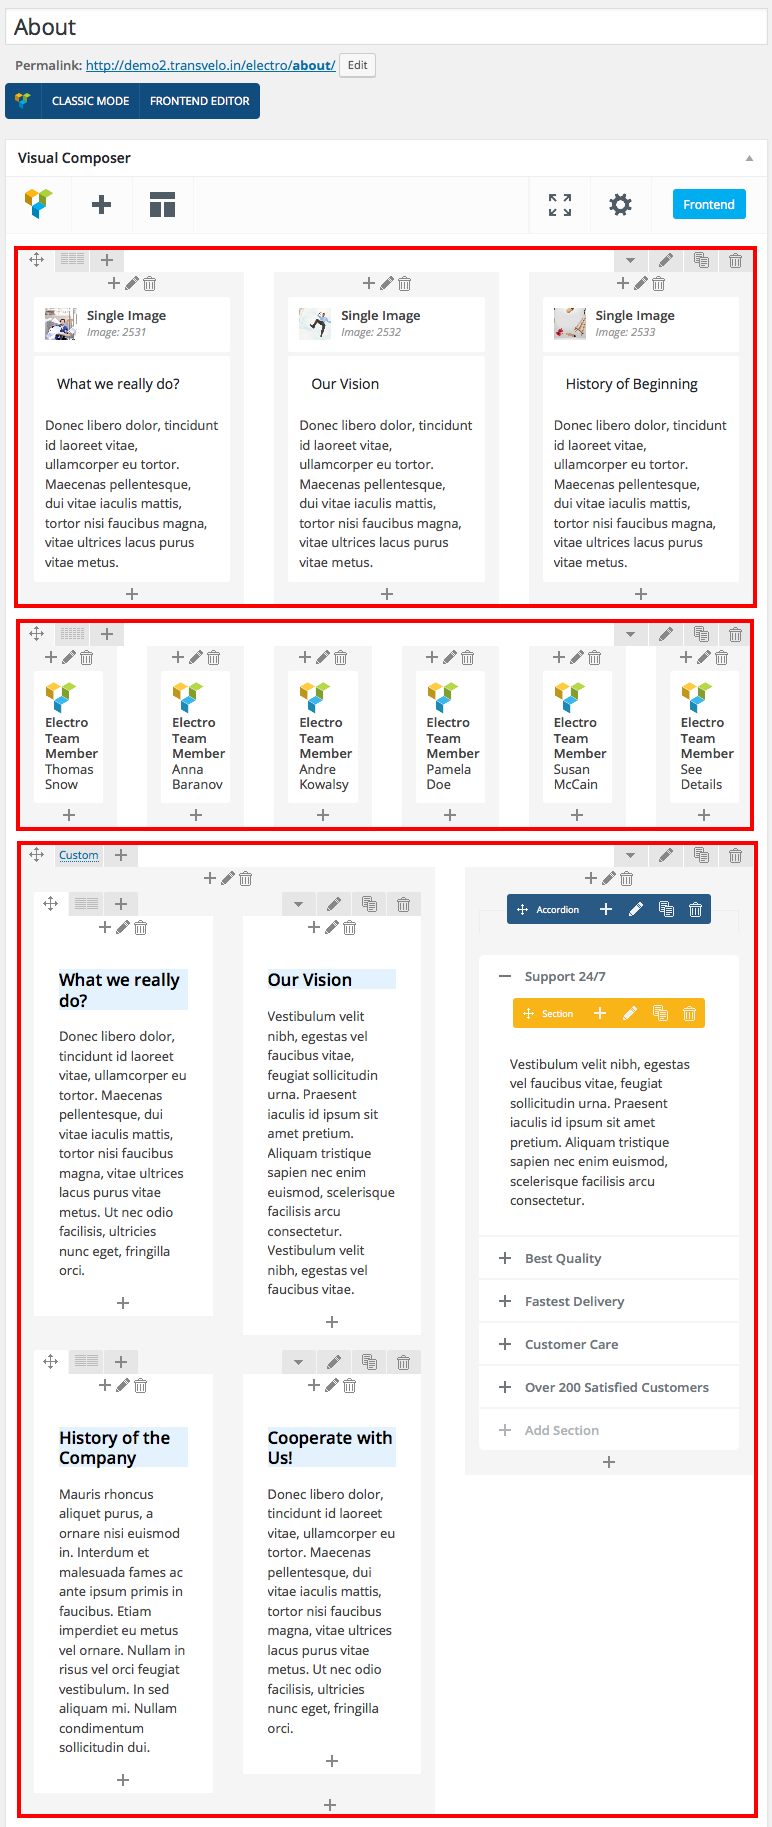 About
Permalink: http://demo2.transvelo.in/electro/about/ Edit
CLASSIC MODE FRONTEND EDITOR
Visual Composer
Frontend
Single Image
Image: 2531
What we really do?
Donec libero dolor, tincidunt
id laoreet vitae,
ullamcorper eu tortor.
Maecenas pellentesque,
dui vitae iaculis mattis,
tortor nisi faucibus magna,
vitae ultrices lacus purus
vitae metus.
Single Image
Image: 2532
Our Vision
Donec libero dolor, tincidunt
id laoreet vitae,
ullamcorper eu tortor.
Maecenas pellentesque,
dui vitae iaculis mattis,
tortor nisi faucibus magna,
vitae ultrices lacus purus
vitae metus.
Single Image
Image: 2533
History of Beginning
Donec libero dolor, tincidunt
id laoreet vitae,
ullamcorper eu tortor.
Maecenas pellentesque,
dui vitae iaculis mattis,
tortor nisi faucibus magna,
vitae ultrices lacus purus
vitae metus.
Electro
Team
Member
Thomas
Snow
Electro
Team
Member
Anna
Baranov
Electro
Team
Member
Andre
Kowalsy
Electro
Team
Member
Pamela
Doe
Electro
Team
Member
Susan
McCain
Electro
Team
Member
See
Details
Custom
What we really
do?
Donec libero dolor,
tincidunt id laoreet
vitae, ullamcorper eu
tortor. Maecenas
pellentesque, dui
vitae iaculis mattis,
tortor nisi faucibus
magna, vitae ultrices
lacus purus vitae
metus. Ut nec odio
facilisis, ultricies
nunc eget, fringilla
orci.
Our Vision
Vestibulum velit
nibh, egestas vel
faucibus vitae,
feugiat sollicitudin
urna. Praesent
iaculis id ipsum sit
amet pretium.
Aliquam tristique
sapien nec enim
euismod, scelerisque
facilisis arcu
consectetur.
Vestibulum velit
nibh, egestas vel
faucibus vitae.
History of the
Company
Mauris rhoncus
aliquet purus, a
ornare nisi euismod
in. Interdum et
malesuada fames ac
ante ipsum primis in
faucibus. Etiam
imperdiet eu metus
vel ornare. Nullam in
risus vel orci feugiat
vestibulum. In sed
aliquam mi. Nullam
condimentum
sollicitudin dui.
Cooperate with
Us!
Donec libero dolor,
tincidunt id laoreet
vitae, ullamcorper eu
tortor. Maecenas
pellentesque, dui
vitae iaculis mattis,
tortor nisi faucibus
magna, vitae ultrices
lacus purus vitae
metus. Ut nec odio
facilisis, ultricies
nunc eget, fringilla
orci.
Accordion
Support 24/7
Section
Vestibulum velit nibh, egestas
vel faucibus vitae, feugiat
sollicitudin urna. Praesent
iaculis id ipsum sit amet
pretium. Aliquam tristique
sapien nec enim euismod,
scelerisque facilisis arcu
consectetur.
Best Quality
Fastest Delivery
Customer Care
Over 200 Satisfied Customers
Add Section